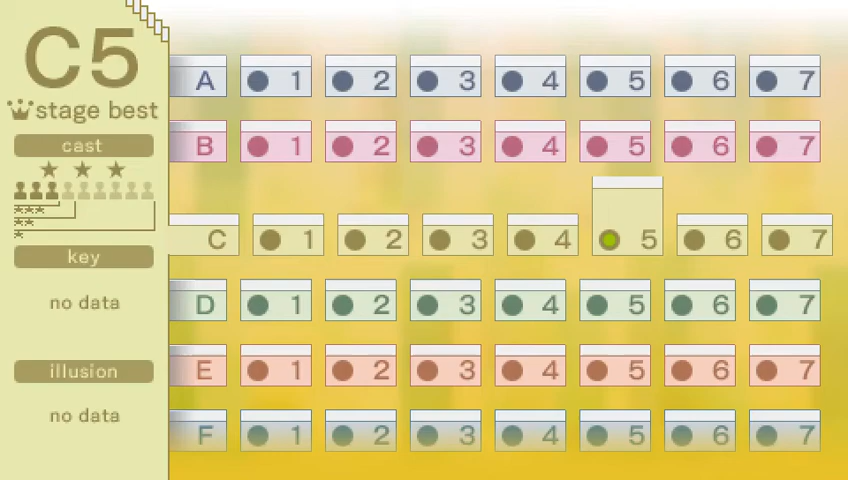 C5
stage best
cast
★ ★ ★
★★★
★★
★
key
no data
illusion
no data
A 1 2 3 4 5 6 7
B 1 2 3 4 5 6 7
C 1 2 3 4 5 6 7
D 1 2 3 4 5 6 7
E 1 2 3 4 5 6 7
F 1 2 3 4 5 6 7